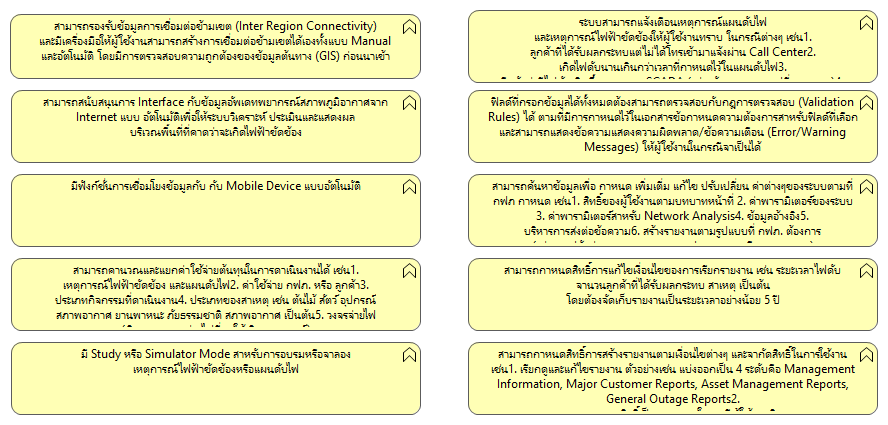 สามารถรองรับข้อมูลการเชื่อมต่อข้ามเขต (Inter Region Connectivity)
และมีเครื่องมือให้ผู้ใช้งานสามารถสร้างการเชื่อมต่อข้ามเขตได้เองทั้งแบบ Manual
และอัตโนมัติ โดยมีการตรวจสอบความถูกต้องของข้อมูลต้นทาง (GIS) ก่อนนำเข้า
สามารถสนับสนุนการ Interface กับข้อมูลอัพเดทพยากรณ์สภาพภูมิอากาศจาก
Internet แบบ อัตโนมัติเพื่อให้ระบบวิเคราะห์ ประเมินและแสดงผล
บริเวณพื้นที่ที่คาดว่าจะเกิดไฟฟ้าขัดข้อง
มีฟังก์ชั่นการเชื่อมโยงข้อมูลกับ กับ Mobile Device แบบอัตโนมัติ
สามารถคำนวณและแยกค่าใช้จ่ายต้นทุนในการดำเนินงานได้ เช่น1.
เหตุการณ์ไฟฟ้าขัดข้อง และแผนดับไฟ2. ค่าใช้จ่าย กฟภ. หรือ ลูกค้า3.
ประเภทกิจกรรมที่ดำเนินงาน4. ประเภทของสาเหตุ เช่น ต้นไม้ สัตว์ อุปกรณ์
สภาพอากาศ ยานพาหนะ ภัยธรรมชาติ สภาพอากาศ เป็นต้น5. วงจรจ่ายไฟ
มี Study หรือ Simulator Mode สำหรับการอบรมหรือจำลอง
เหตุการณ์ไฟฟ้าขัดข้องหรือแผนดับไฟ
ระบบสามารถแจ้งเตือนเหตุการณ์แผนดับไฟ
และเหตุการณ์ไฟฟ้าขัดข้องให้ผู้ใช้งานทราบ ในกรณีต่างๆ เช่น1.
ลูกค้าที่ได้รับผลกระทบแต่ไม่ได้โทรเข้ามาแจ้งผ่าน Call Center2.
เกิดไฟดับนานเกินกว่าเวลาที่กำหนดไว้ในแผนดับไฟ3.
ฟิลด์ที่กรอกข้อมูลได้ทั้งหมดต้องสามารถตรวจสอบกับกฎการตรวจสอบ (Validation
Rules) ได้ ตามที่มีการกำหนดไว้ในเอกสารข้อกำหนดความต้องการสำหรับฟิลด์ที่เลือก
และสามารถแสดงข้อความแสดงความผิดพลาด/ข้อความเตือน (Error/Warning
Messages) ให้ผู้ใช้งานในกรณีจำเป็นได้
สามารถค้นหาข้อมูลเพื่อ กำหนด เพิ่มเติม แก้ไข ปรับเปลี่ยน ค่าต่างๆของระบบตามที่
กฟภ กำหนด เช่น1. สิทธิ์ของผู้ใช้งานตามบทบาทหน้าที่ 2. ค่าพารามิเตอร์ของระบบ
3. ค่าพารามิเตอร์สำหรับ Network Analysis4. ข้อมูลอ้างอิง5.
บริหารการส่งต่อข้อความ6. สร้างรายงานตามรูปแบบที่ กฟภ. ต้องการ
สามารถกำหนดสิทธิ์การแก้ไขเงื่อนไขของการเรียกรายงาน เช่น ระยะเวลาไฟดับ
จำนวนลูกค้าที่ได้รับผลกระทบ สาเหตุ เป็นต้น
โดยต้องจัดเก็บรายงานเป็นระยะเวลาอย่างน้อย 5 ปี
สามารถกำหนดสิทธิ์การสร้างรายงานตามเงื่อนไขต่างๆ และจำกัดสิทธิ์ในการใช้งาน
เช่น1. เรียกดูและแก้ไขรายงาน ตัวอย่างเช่น แบ่งออกเป็น 4 ระดับคือ Management
Information, Major Customer Reports, Asset Management Reports,
General Outage Reports2.